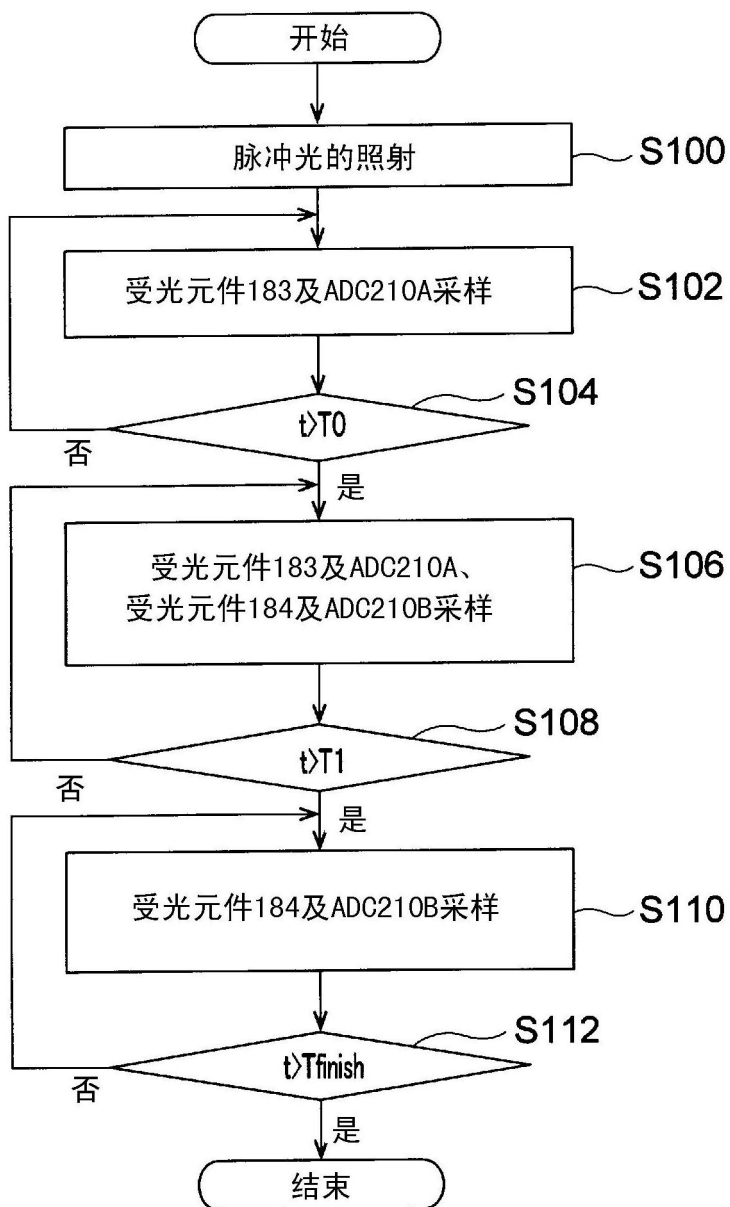 开始
脉冲光的照射
S100
受光元件183及ADC210A采样
S102
S104
t>T0
否
是
受光元件183及ADC210A、
受光元件184及ADC210B采样
S106
S108
t>T1
否
是
受光元件184及ADC210B采样
S110
S112
t>Tfinish
否
是
结束